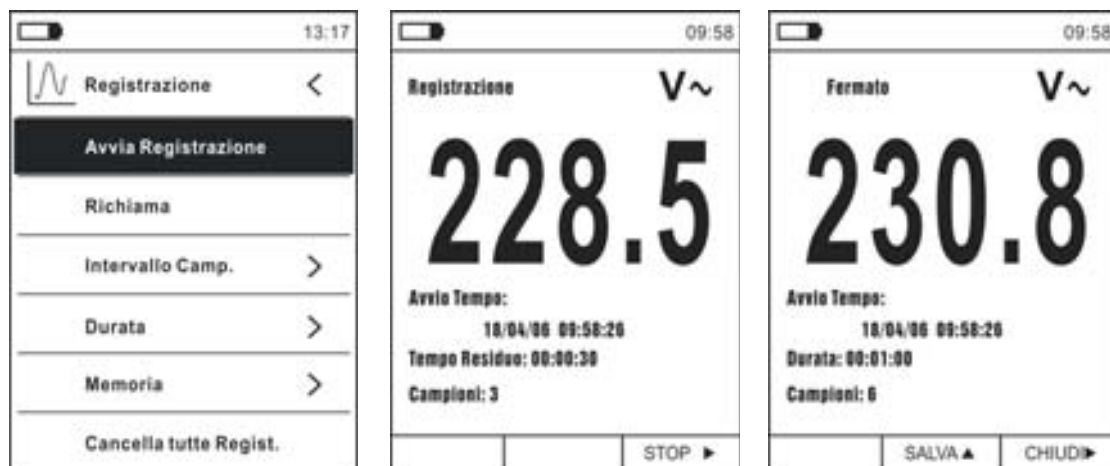 13:17
Registrazione <
Avvia Registrazione
Richiama
Intervallo Camp. >
Durata >
Memoria >
Cancella tutte Regist.
09:58
Registrazione V~
228.5
Avvio Tempo:
18/04/06 09:58:26
Tempo Residuo: 00:00:30
Campioni: 3
STOP ▶
09:58
Fermato V~
230.8
Avvio Tempo:
18/04/06 09:58:26
Durata: 00:01:00
Campioni: 6
SALVA▲ CHIUDI▶